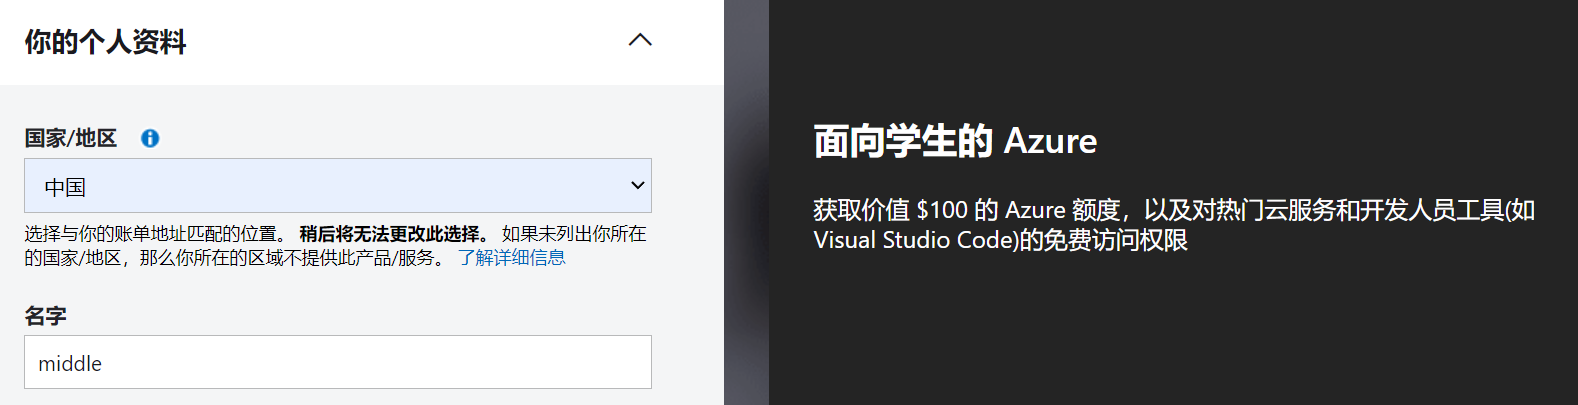 你的个人资料
国家/地区
中国
选择与你的账单地址匹配的位置。 稍后将无法更改此选择。 如果未列出你所在
的国家/地区，那么你所在的区域不提供此产品/服务。 了解详细信息
名字
middle
面向学生的 Azure
获取价值 $100 的 Azure 额度，以及对热门云服务和开发人员工具(如
Visual Studio Code)的免费访问权限